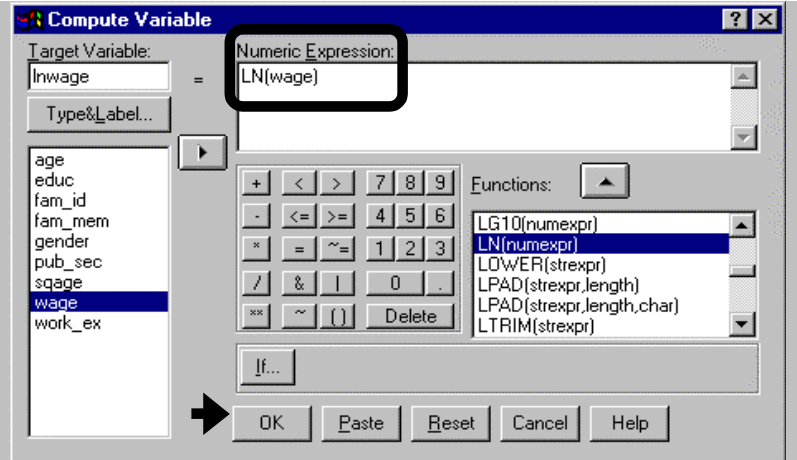 Compute Variable
Target Variable:
lnwage
=
Type&Label...
Numeric Expression:
LN(wage)
age
educ
fam_id
fam_mem
gender
pub_sec
sqage
wage
work_ex
+ < > 7 8 9
- <= >= 4 5 6
* = ~= 1 2 3
/ & | 0 .
** ~ () Delete
Functions:
LG10(numexpr)
LN(numexpr)
LOWER(strexpr)
LPAD(strexpr,length)
LPAD(strexpr,length,char)
LTRIM(strexpr)
If...
OK Paste Reset Cancel Help